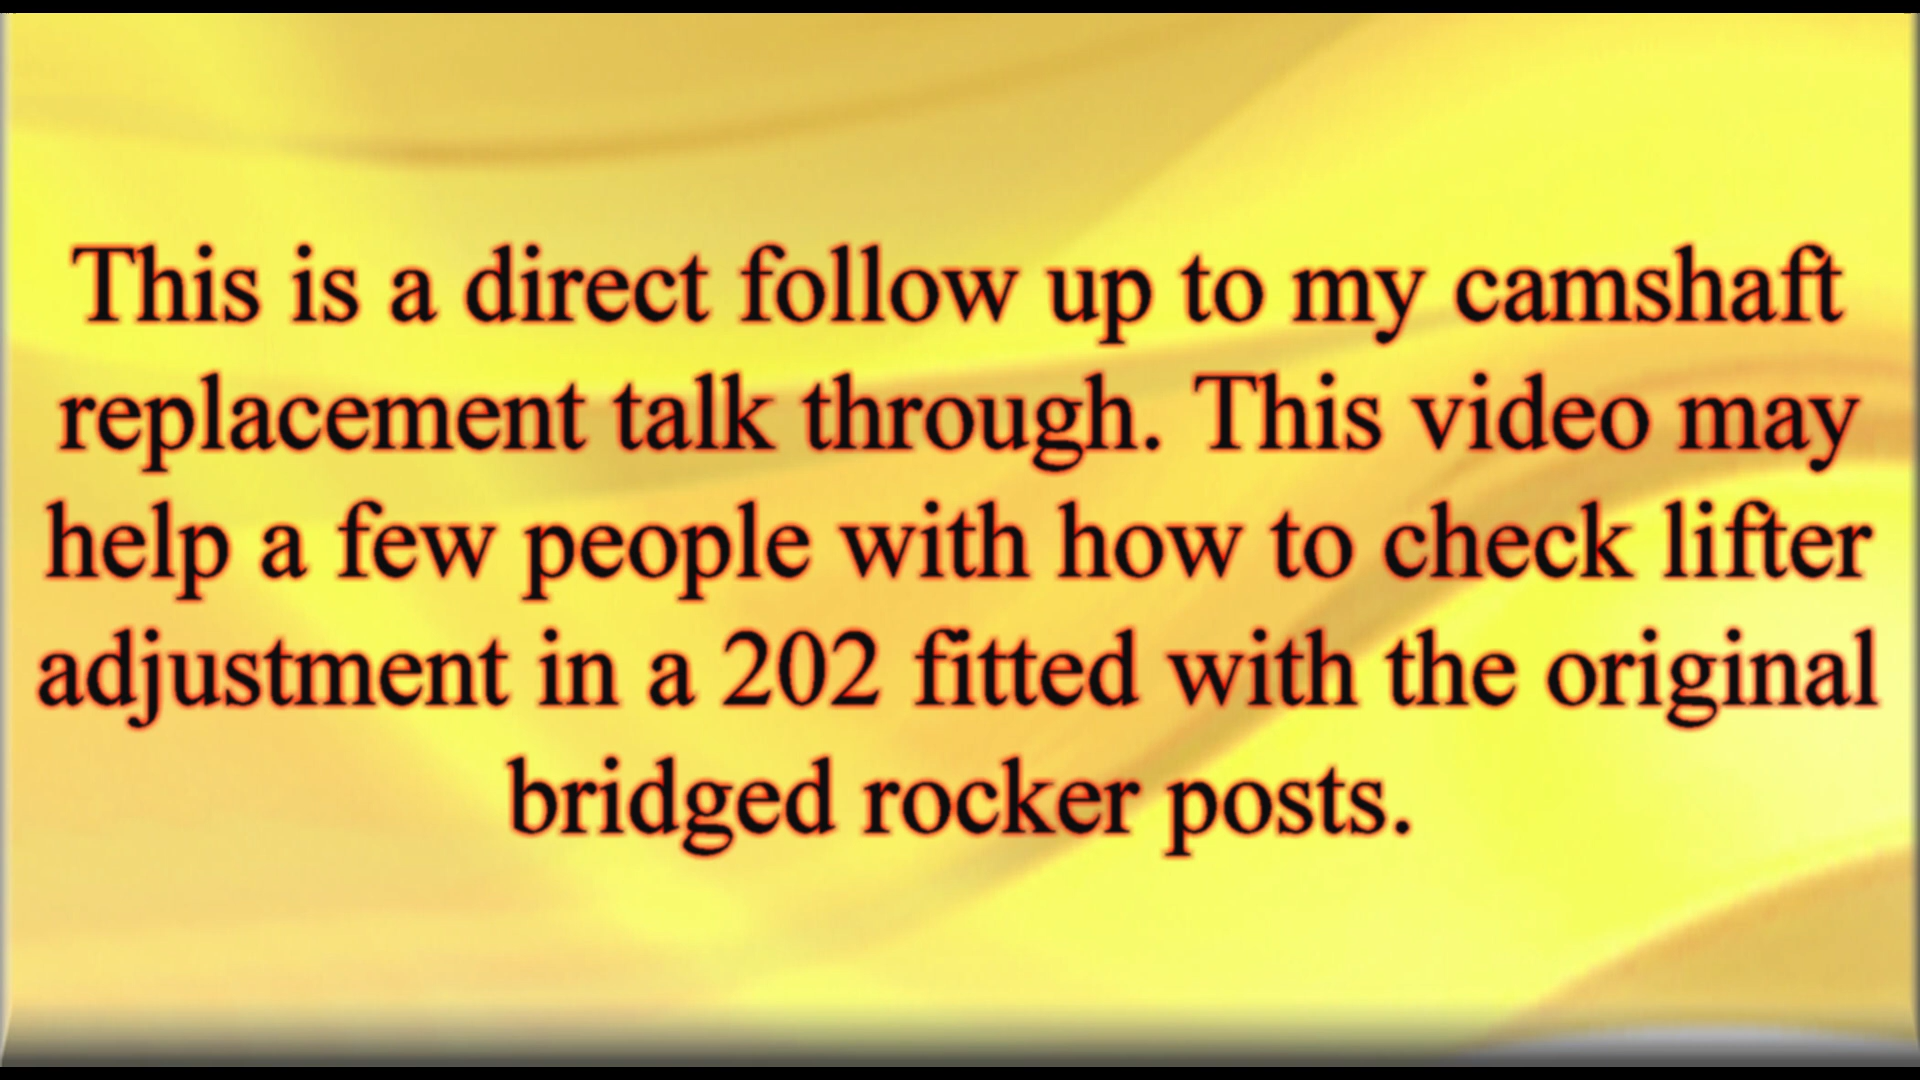 This is a direct follow up to my camshaft
replacement talk through. This video may
help a few people with how to check lifter
adjustment in a 202 fitted with the original
bridged rocker posts.